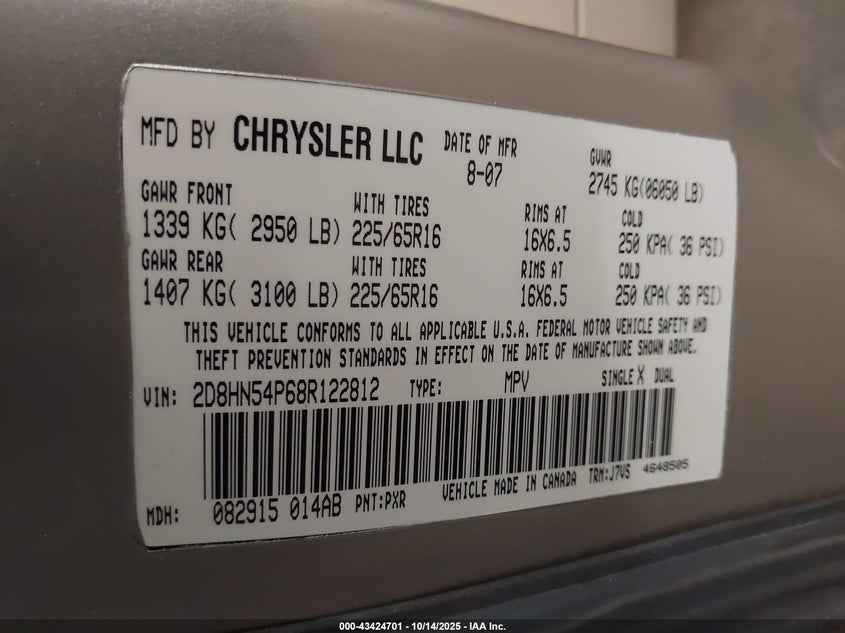 MFD BY CHRYSLER LLC DATE OF MFR GVWR
8-07 2745 KG(06050 LB)
GAWR FRONT WITH TIRES RIMS AT COLD
1339 KG( 2950 LB) 225/65R16 16X6.5 250 KPA( 36 PSI)
GAWR REAR WITH TIRES RIMS AT COLD
1407 KG( 3100 LB) 225/65R16 16X6.5 250 KPA( 36 PSI)
THIS VEHICLE CONFORMS TO ALL APPLICABLE U.S.A. FEDERAL MOTOR VEHICLE SAFETY AND
THEFT PREVENTION STANDARDS IN EFFECT ON THE DATE OF MANUFACTURE SHOWN ABOVE.
VIN: 2D8HN54P68R122812 TYPE: MPV SINGLE X DUAL
MDH: 082915 014AB PNT:PXR VEHICLE MADE IN CANADA TRM:J7VS 4648505
000-43424701 - 10/14/2025 - IAA Inc.